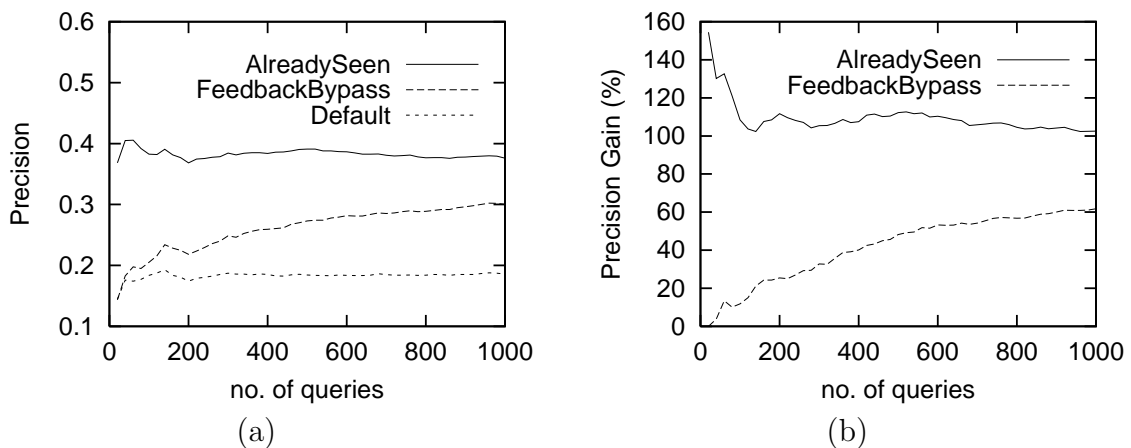 0.6
0.5
0.4
0.3
0.2
0.1
Precision
AlreadySeen
FeedbackBypass
Default
0 200 400 600 800 1000
no. of queries
(a)
160
140
120
100
80
60
40
20
0
Precision Gain (%)
AlreadySeen
FeedbackBypass
0 200 400 600 800 1000
no. of queries
(b)